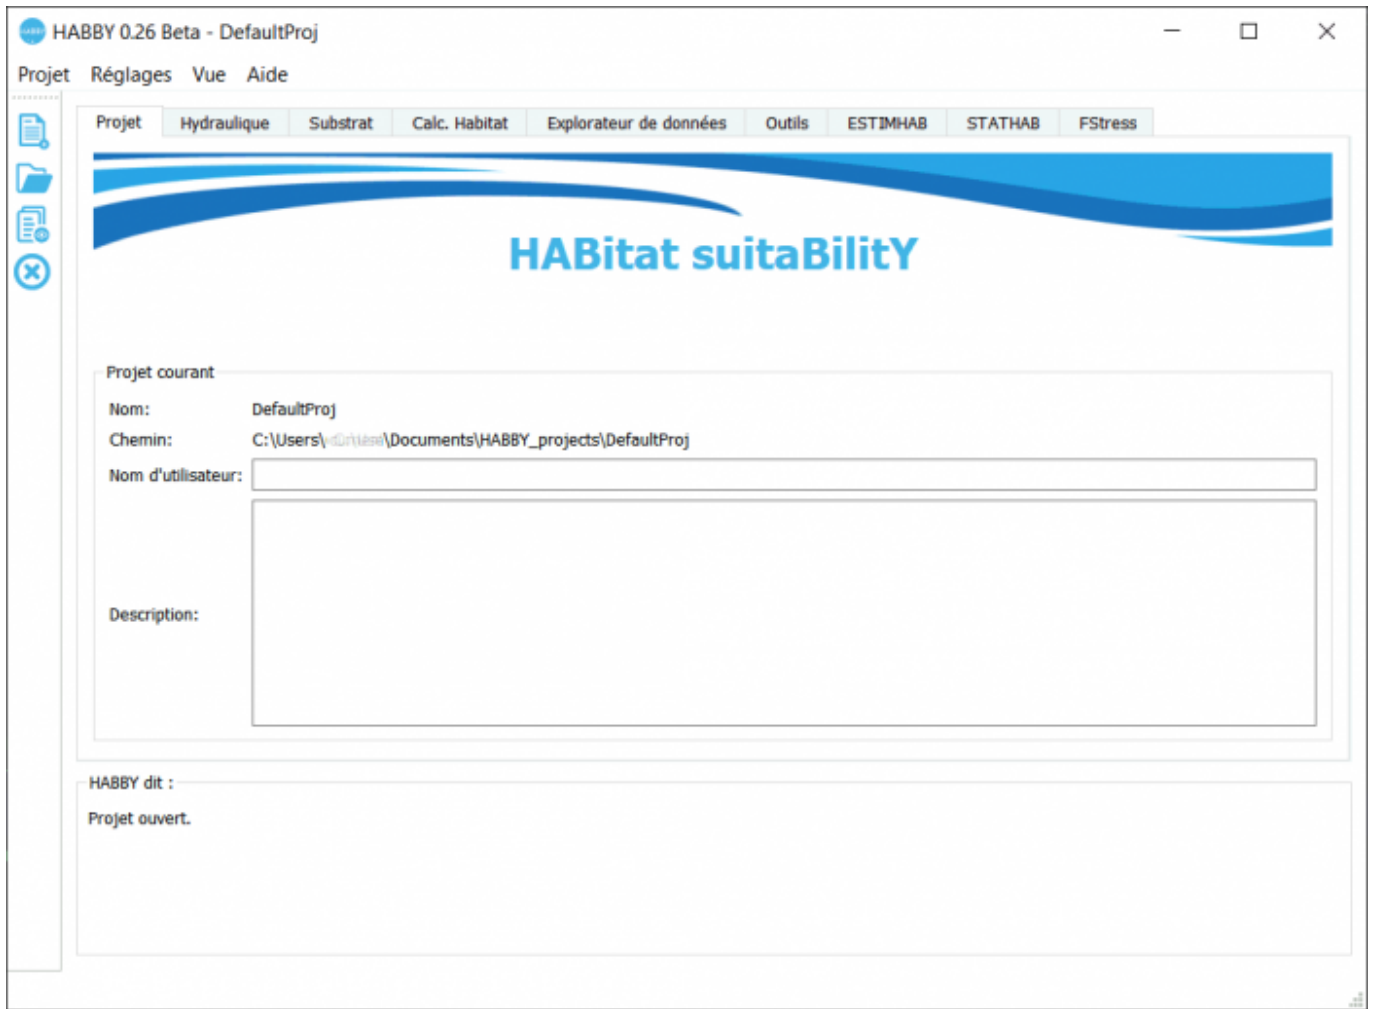 HABBY 0.26 Beta - DefaultProj
Projet Réglages Vue Aide
Projet Hydraulique Substrat Calc. Habitat Explorateur de données Outils ESTIMHAB STATHAB FStress
HABitat suitaBilitY
Projet courant
Nom: DefaultProj
Chemin: C:\Users\ \Documents\HABBY_projects\DefaultProj
Nom d'utilisateur:
Description:
HABBY dit :
Projet ouvert.